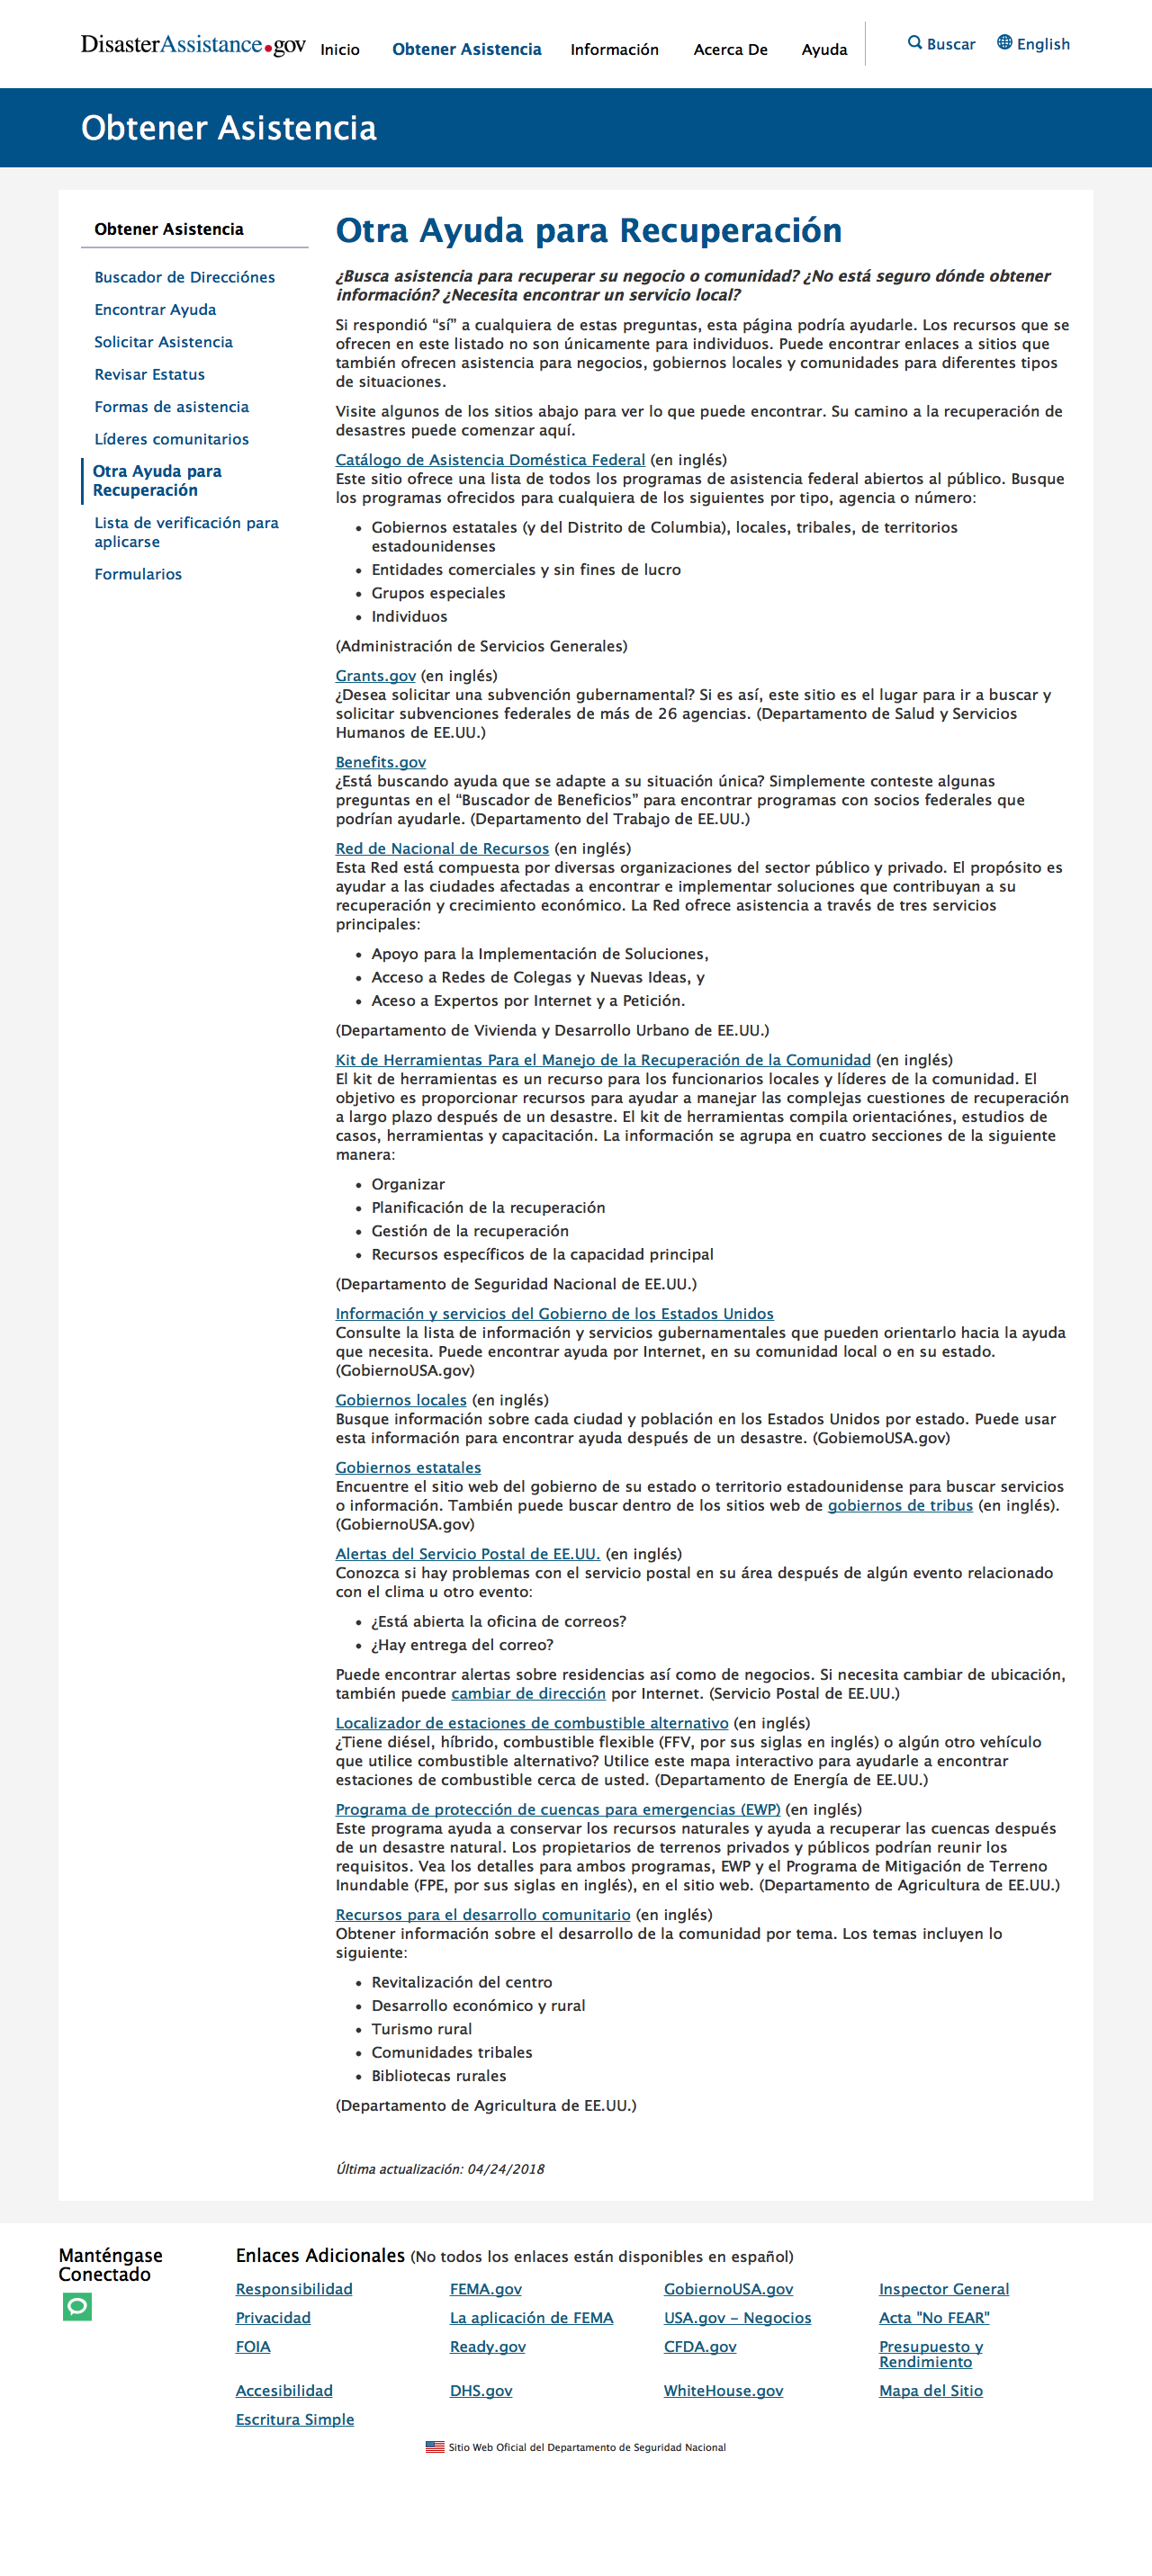 DisasterAssistance.gov Inicio Obtener Asistencia Información Acerca De Ayuda Buscar English
Obtener Asistencia
Obtener Asistencia
Buscador de Direcciónes
Encontrar Ayuda
Solicitar Asistencia
Revisar Estatus
Formas de asistencia
Líderes comunitarios
Otra Ayuda para
Recuperación
Lista de verificación para
aplicarse
Formularios
Otra Ayuda para Recuperación
¿Busca asistencia para recuperar su negocio o comunidad? ¿No está seguro dónde obtener
información? ¿Necesita encontrar un servicio local?
Si respondió “sí” a cualquiera de estas preguntas, esta página podría ayudarle. Los recursos que se
ofrecen en este listado no son únicamente para individuos. Puede encontrar enlaces a sitios que
también ofrecen asistencia para negocios, gobiernos locales y comunidades para diferentes tipos
de situaciones.
Visite algunos de los sitios abajo para ver lo que puede encontrar. Su camino a la recuperación de
desastres puede comenzar aquí.
Catálogo de Asistencia Doméstica Federal (en inglés)
Este sitio ofrece una lista de todos los programas de asistencia federal abiertos al público. Busque
los programas ofrecidos para cualquiera de los siguientes por tipo, agencia o número:
• Gobiernos estatales (y del Distrito de Columbia), locales, tribales, de territorios
estadounidenses
• Entidades comerciales y sin fines de lucro
• Grupos especiales
• Individuos
(Administración de Servicios Generales)
Grants.gov (en inglés)
¿Desea solicitar una subvención gubernamental? Si es así, este sitio es el lugar para ir a buscar y
solicitar subvenciones federales de más de 26 agencias. (Departamento de Salud y Servicios
Humanos de EE.UU.)
Benefits.gov
¿Está buscando ayuda que se adapte a su situación única? Simplemente conteste algunas
preguntas en el “Buscador de Beneficios” para encontrar programas con socios federales que
podrían ayudarle. (Departamento del Trabajo de EE.UU.)
Red de Nacional de Recursos (en inglés)
Esta Red está compuesta por diversas organizaciones del sector público y privado. El propósito es
ayudar a las ciudades afectadas a encontrar e implementar soluciones que contribuyan a su
recuperación y crecimiento económico. La Red ofrece asistencia a través de tres servicios
principales:
• Apoyo para la Implementación de Soluciones,
• Acceso a Redes de Colegas y Nuevas Ideas, y
• Aceso a Expertos por Internet y a Petición.
(Departamento de Vivienda y Desarrollo Urbano de EE.UU.)
Kit de Herramientas Para el Manejo de la Recuperación de la Comunidad (en inglés)
El kit de herramientas es un recurso para los funcionarios locales y líderes de la comunidad. El
objetivo es proporcionar recursos para ayudar a manejar las complejas cuestiones de recuperación
a largo plazo después de un desastre. El kit de herramientas compila orientaciónes, estudios de
casos, herramientas y capacitación. La información se agrupa en cuatro secciones de la siguiente
manera:
• Organizar
• Planificación de la recuperación
• Gestión de la recuperación
• Recursos específicos de la capacidad principal
(Departamento de Seguridad Nacional de EE.UU.)
Información y servicios del Gobierno de los Estados Unidos
Consulte la lista de información y servicios gubernamentales que pueden orientarlo hacia la ayuda
que necesita. Puede encontrar ayuda por Internet, en su comunidad local o en su estado.
(GobiernoUSA.gov)
Gobiernos locales (en inglés)
Busque información sobre cada ciudad y población en los Estados Unidos por estado. Puede usar
esta información para encontrar ayuda después de un desastre. (GobiemoUSA.gov)
Gobiernos estatales
Encuentre el sitio web del gobierno de su estado o territorio estadounidense para buscar servicios
o información. También puede buscar dentro de los sitios web de gobiernos de tribus (en inglés).
(GobiernoUSA.gov)
Alertas del Servicio Postal de EE.UU. (en inglés)
Conozca si hay problemas con el servicio postal en su área después de algún evento relacionado
con el clima u otro evento:
• ¿Está abierta la oficina de correos?
• ¿Hay entrega del correo?
Puede encontrar alertas sobre residencias así como de negocios. Si necesita cambiar de ubicación,
también puede cambiar de dirección por Internet. (Servicio Postal de EE.UU.)
Localizador de estaciones de combustible alternativo (en inglés)
¿Tiene diésel, híbrido, combustible flexible (FFV, por sus siglas en inglés) o algún otro vehículo
que utilice combustible alternativo? Utilice este mapa interactivo para ayudarle a encontrar
estaciones de combustible cerca de usted. (Departamento de Energía de EE.UU.)
Programa de protección de cuencas para emergencias (EWP) (en inglés)
Este programa ayuda a conservar los recursos naturales y ayuda a recuperar las cuencas después
de un desastre natural. Los propietarios de terrenos privados y públicos podrían reunir los
requisitos. Vea los detalles para ambos programas, EWP y el Programa de Mitigación de Terreno
Inundable (FPE, por sus siglas en inglés), en el sitio web. (Departamento de Agricultura de EE.UU.)
Recursos para el desarrollo comunitario (en inglés)
Obtener información sobre el desarrollo de la comunidad por tema. Los temas incluyen lo
siguiente:
• Revitalización del centro
• Desarrollo económico y rural
• Turismo rural
• Comunidades tribales
• Bibliotecas rurales
(Departamento de Agricultura de EE.UU.)
Última actualización: 04/24/2018
Manténgase
Conectado
Enlaces Adicionales (No todos los enlaces están disponibles en español)
Responsibilidad FEMA.gov GobiernoUSA.gov Inspector General
Privacidad La aplicación de FEMA USA.gov – Negocios Acta "No FEAR"
FOIA Ready.gov CFDA.gov Presupuesto y
Rendimiento
Accesibilidad DHS.gov WhiteHouse.gov Mapa del Sitio
Escritura Simple
Sitio Web Oficial del Departamento de Seguridad Nacional